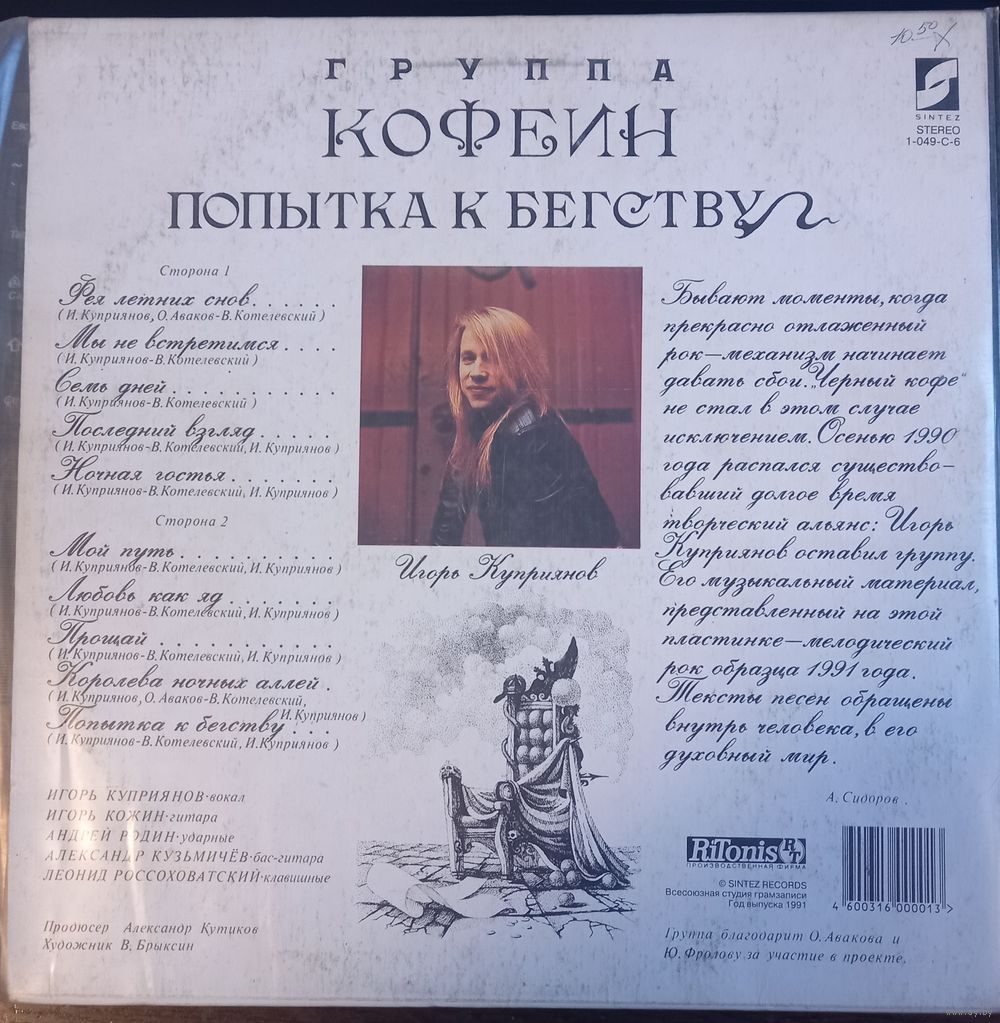 10.50
ГРУППА
КОФЕИН
ПОПЫТКА К БЕГСТВУ
SINTEZ
STEREO
1-049-C-6
Сторона 1
Фея летних снов. . . . . .
( И.Куприянов, О.Аваков-В.Котелевский )
Мы не встретимся . . . .
( И.Куприянов-В.Котелевский )
Семь дней . . . . . . . . . . .
( И.Куприянов-В.Котелевский )
Последний взгляд . . . . . .
( И.Куприянов-В.Котелевский, И.Куприянов )
Ночная гостья . . . . . . .
( И.Куприянов-В.Котелевский, И.Куприянов )
Сторона 2
Мой путь . . . . . . . . . . .
( И.Куприянов-В.Котелевский, И.Куприянов )
Любовь как яд . . . . . . . .
( И.Куприянов-В.Котелевский, И.Куприянов )
Прощай . . . . . . . . . . . .
( И.Куприянов-В.Котелевский, И.Куприянов )
Королева ночных аллей .
( И.Куприянов, О.Аваков-В.Котелевский,
И.Куприянов )
Попытка к бегству . . .
( И.Куприянов-В.Котелевский, И.Куприянов )
ИГОРЬ КУПРИЯНОВ·вокал
ИГОРЬ КОЖИН·гитара
АНДРЕЙ РОДИН·ударные
АЛЕКСАНДР КУЗЬМИЧЁВ·бас-гитара
ЛЕОНИД РОССОХОВАТСКИЙ·клавишные
Продюсер Александр Кутиков
Художник В. Брыксин
Игорь Куприянов
Бывают моменты, когда
прекрасно отлаженный
рок—механизм начинает
давать сбои. „Черный кофе“
не стал в этом случае
исключением. Осенью 1990
года распался существо-
вавший долгое время
творческий альянс: Игорь
Куприянов оставил группу.
Его музыкальный материал,
представленный на этой
пластинке—мелодический
рок образца 1991 года.
Тексты песен обращены
внутрь человека, в его
духовный мир.
А. Сидоров .
RiTonis RT
ПРОИЗВОДСТВЕННАЯ ФИРМА
© SINTEZ RECORDS
Всесоюзная студия грамзаписи
Год выпуска 1991
4 600316 000013 >
Группа благодарит О. Авакова и
Ю. Фролову за участие в проекте.
www.ay.by